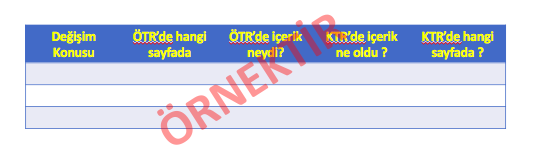 Değişim Konusu
ÖTR'de hangi sayfada
ÖTR'de içerik neydi?
KTR'de içerik ne oldu ?
KTR'de hangi sayfada ?
ÖRNEKTİR